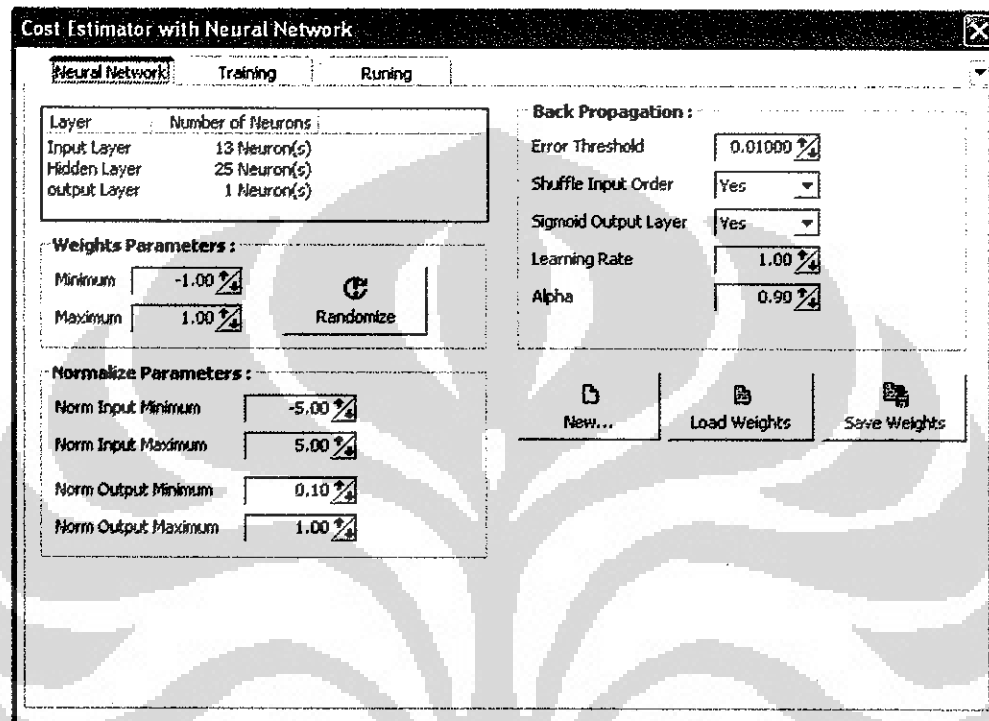 Cost Estimator with Neural Network
Neural Network
Training
Runing
Layer Number of Neurons
Input Layer 13 Neuron(s)
Hidden Layer 25 Neuron(s)
output Layer 1 Neuron(s)
Weights Parameters :
Minimum -1.00
Maximum 1.00
Randomize
Normalize Parameters :
Norm Input Minimum -5.00
Norm Input Maximum 5.00
Norm Output Minimum 0.10
Norm Output Maximum 1.00
Back Propagation :
Error Threshold 0.01000
Shuffle Input Order Yes
Sigmoid Output Layer Yes
Learning Rate 1.00
Alpha 0.90
New...
Load Weights
Save Weights